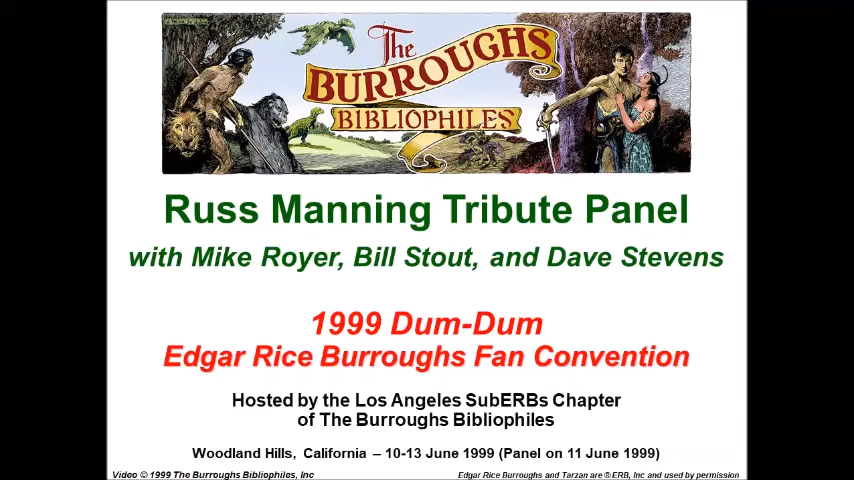 The
BURROUGHS
BIBLIOPHILES
Russ Manning Tribute Panel
with Mike Royer, Bill Stout, and Dave Stevens
1999 Dum-Dum
Edgar Rice Burroughs Fan Convention
Hosted by the Los Angeles SubERBs Chapter
of The Burroughs Bibliophiles
Woodland Hills, California – 10-13 June 1999 (Panel on 11 June 1999)
Video © 1999 The Burroughs Bibliophiles, Inc
Edgar Rice Burroughs and Tarzan are ® ERB, Inc and used by permission